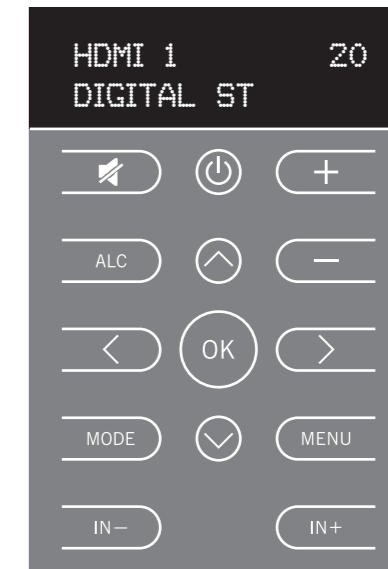 HDMI 1 20
DIGITAL ST
+
ALC −
OK
MODE MENU
IN− IN+